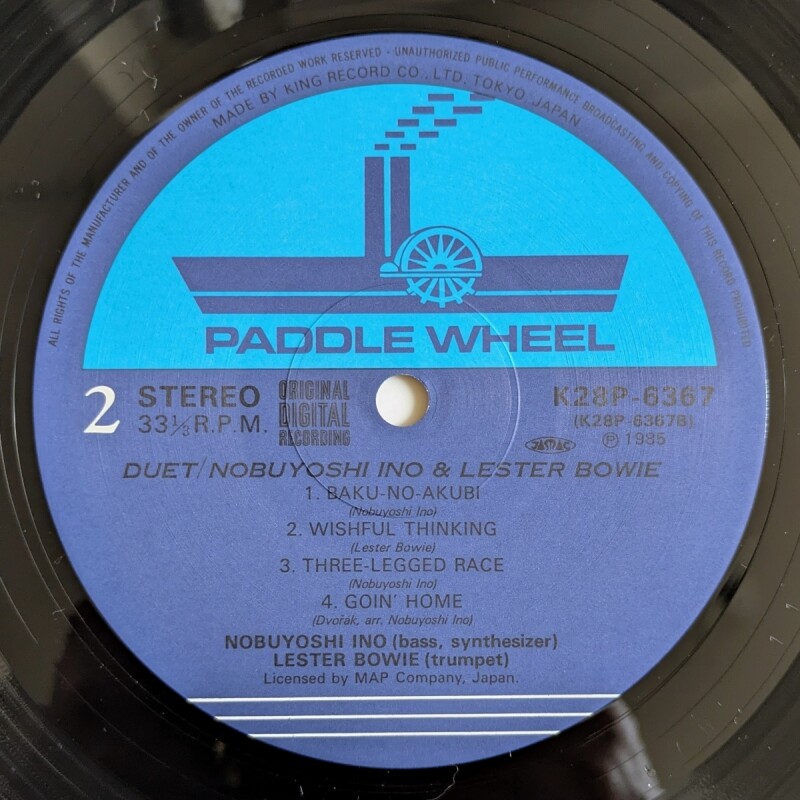 ALL RIGHTS OF THE MANUFACTURER AND OF THE OWNER OF THE RECORDED WORK RESERVED · UNAUTHORIZED PUBLIC PERFORMANCE BROADCASTING AND COPYING OF THIS RECORD PROHIBITED
MADE BY KING RECORD CO., LTD, TOKYO, JAPAN
PADDLE WHEEL
2 STEREO
33⅓ R.P.M.
ORIGINAL
DIGITAL
RECORDING
K28P-6367
(K28P-6367B)
JASRAC ℗ 1985
DUET/NOBUYOSHI INO & LESTER BOWIE
1. BAKU-NO-AKUBI
(Nobuyoshi Ino)
2. WISHFUL THINKING
(Lester Bowie)
3. THREE-LEGGED RACE
(Nobuyoshi Ino)
4. GOIN' HOME
(Dvořák, arr. Nobuyoshi Ino)
NOBUYOSHI INO (bass, synthesizer)
LESTER BOWIE (trumpet)
Licensed by MAP Company, Japan.